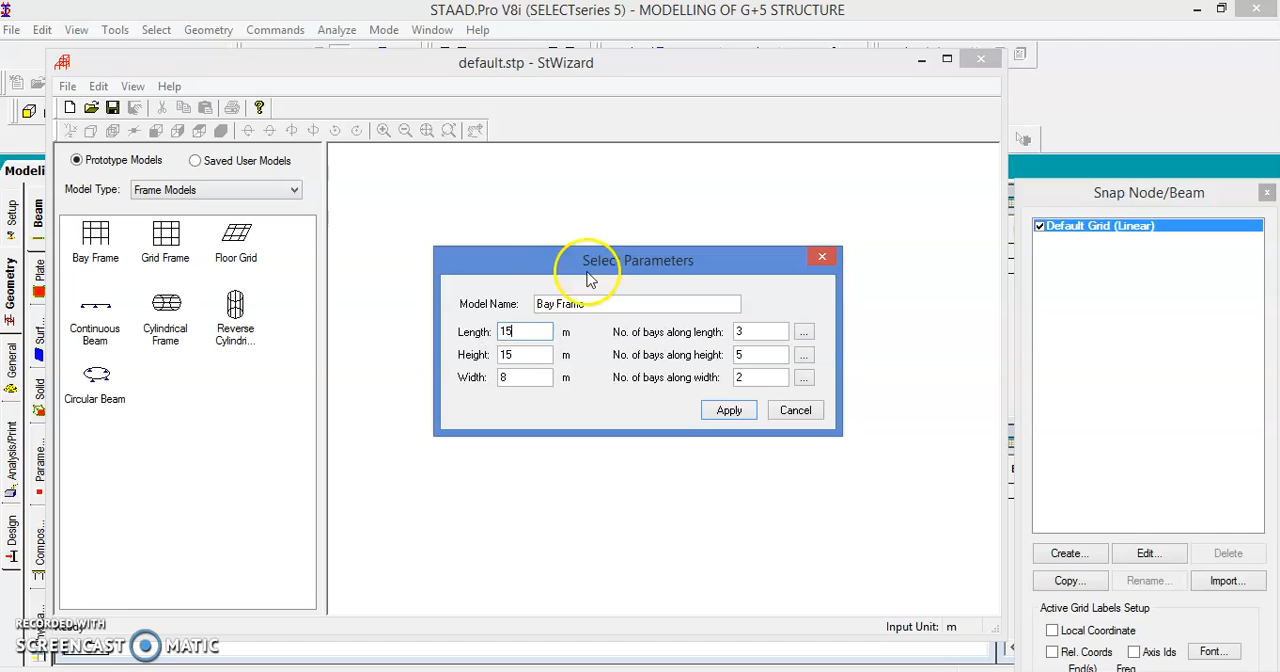 STAAD.Pro V8i (SELECTseries 5) - MODELLING OF G+5 STRUCTURE
File Edit View Tools Select Geometry Commands Analyze Mode Window Help
default.stp - StWizard
File Edit View Help
Prototype Models Saved User Models
Model Type: Frame Models
Bay Frame Grid Frame Floor Grid
Continuous Beam Cylindrical Frame Reverse Cylindri...
Circular Beam
Select Parameters
Model Name: Bay Frame
Length: 15 m No. of bays along length: 3 ...
Height: 15 m No. of bays along height: 5 ...
Width: 8 m No. of bays along width: 2 ...
Apply Cancel
Input Unit: m
Modeli
Setup
Geometry
General
Analysis/Print
Design
Beam
Plate
Surf...
Solid
Parame...
Compos...
Snap Node/Beam
Default Grid (Linear)
Create... Edit... Delete
Copy... Rename... Import...
Active Grid Labels Setup
Local Coordinate
Rel. Coords Axis Ids Font...
RECORDED WITH
SCREENCAST MATIC